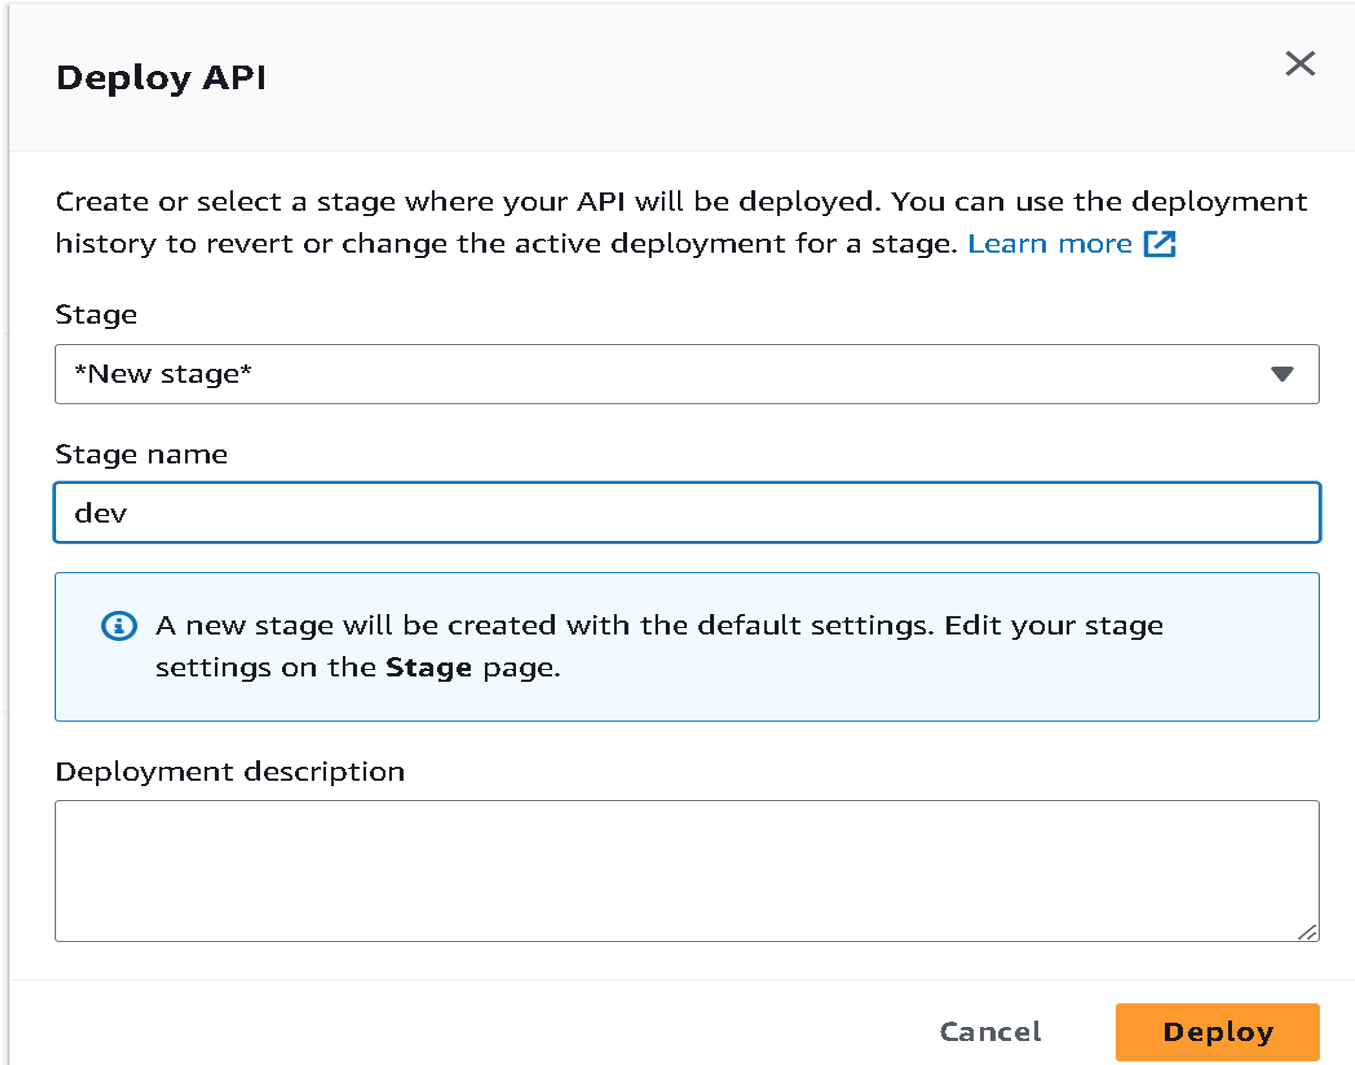 Deploy API
Create or select a stage where your API will be deployed. You can use the deployment
history to revert or change the active deployment for a stage. Learn more
Stage
*New stage*
Stage name
dev
A new stage will be created with the default settings. Edit your stage
settings on the Stage page.
Deployment description
Cancel
Deploy